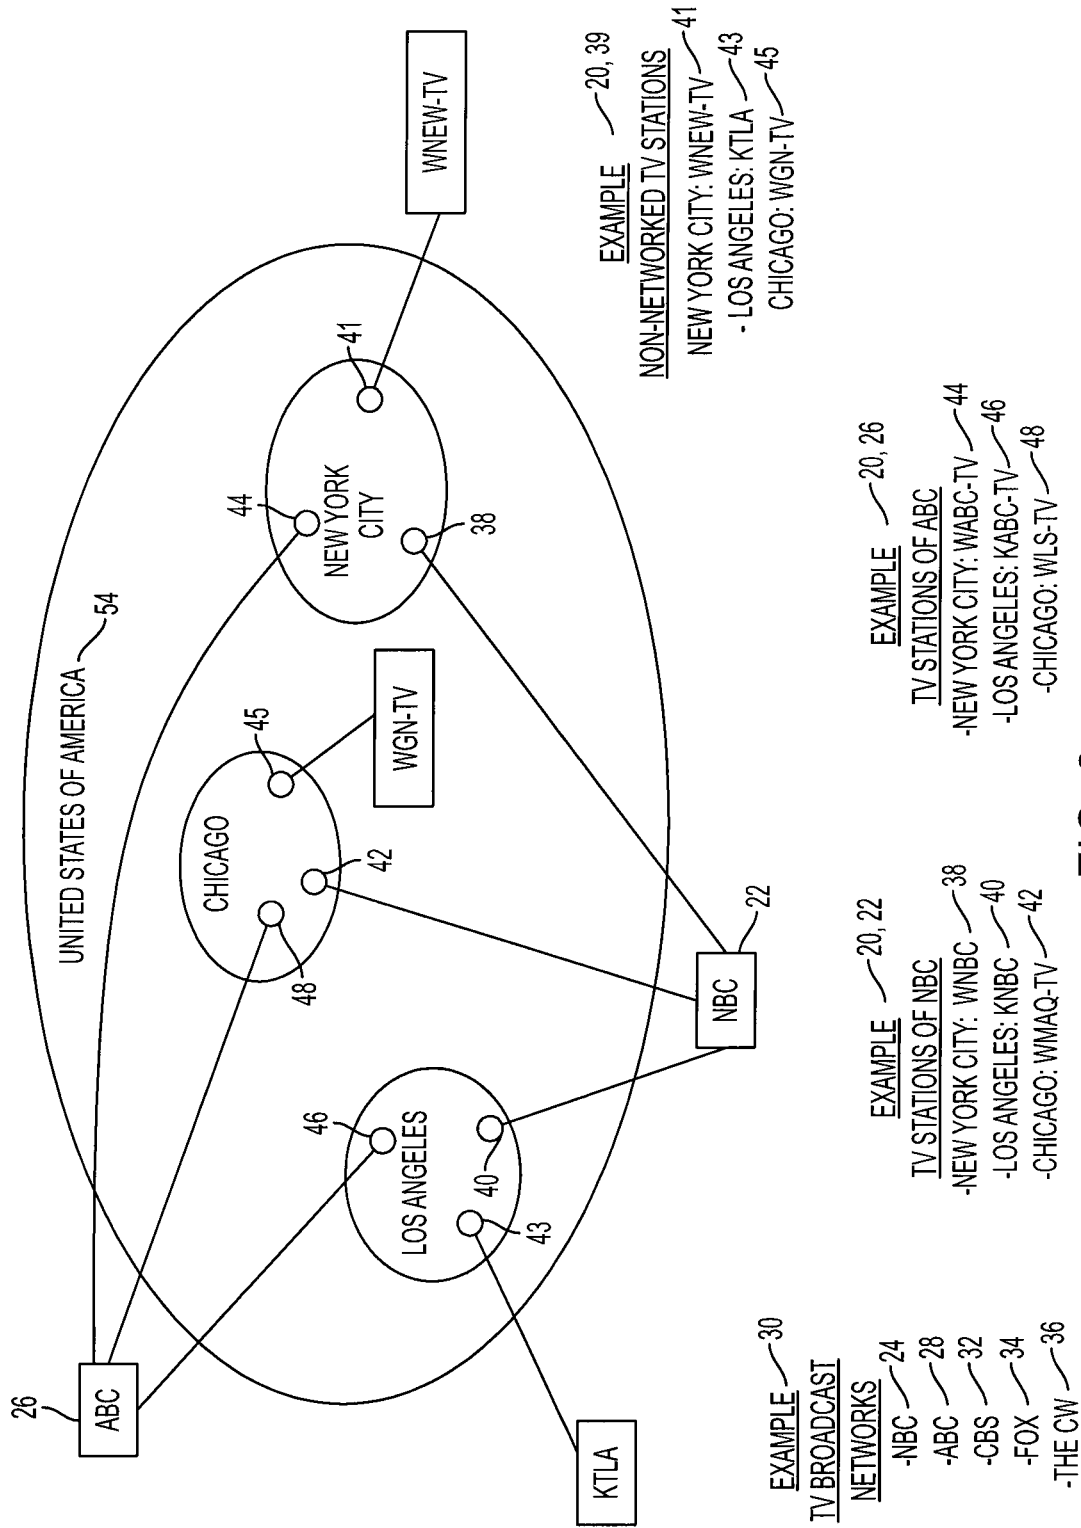 UNITED STATES OF AMERICA 54
26
ABC
LOS ANGELES
46
40
43
KTLA
CHICAGO
48
42
45
WGN-TV
NEW YORK
CITY
44
38
41
WNEW-TV
NBC
22
EXAMPLE 30
TV BROADCAST
NETWORKS
-NBC 24
-ABC 28
-CBS 32
-FOX 34
-THE CW 36
EXAMPLE 20, 22
TV STATIONS OF NBC
-NEW YORK CITY: WNBC 38
-LOS ANGELES: KNBC 40
-CHICAGO: WMAQ-TV 42
EXAMPLE 20, 26
TV STATIONS OF ABC
-NEW YORK CITY: WABC-TV 44
-LOS ANGELES: KABC-TV 46
-CHICAGO: WLS-TV 48
EXAMPLE 20, 39
NON-NETWORKED TV STATIONS
NEW YORK CITY: WNEW-TV 41
- LOS ANGELES: KTLA 43
CHICAGO: WGN-TV 45